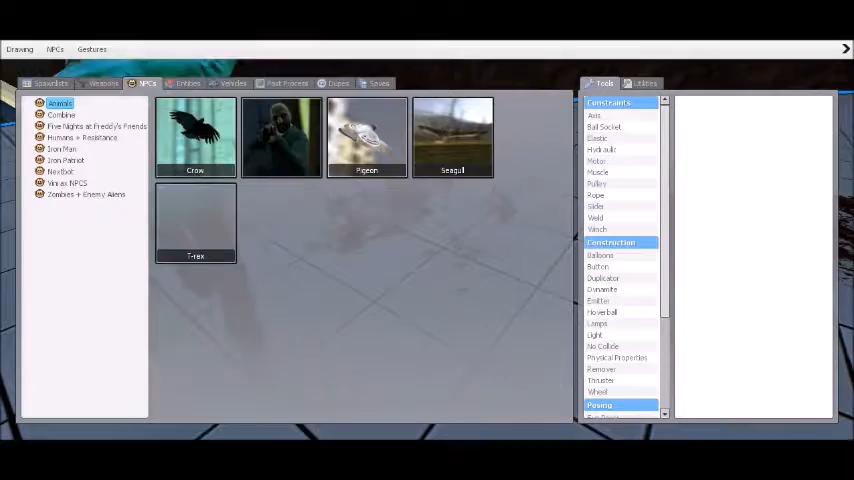 Drawing NPCs Gestures
Spawnlists Weapons NPCs Entities Vehicles Post Process Dupes Saves
Tools Utilities
Animals
Combine
Five Nights at Freddy's Friends
Humans + Resistance
Iron Man
Iron Patriot
Nextbot
Vinrax NPCS
Zombies + Enemy Aliens
Crow
Pigeon
Seagull
T-rex
Constraints
Axis
Ball Socket
Elastic
Hydraulic
Motor
Muscle
Pulley
Rope
Slider
Weld
Winch
Construction
Balloons
Button
Duplicator
Dynamite
Emitter
Hoverball
Lamps
Light
No Collide
Physical Properties
Remover
Thruster
Wheel
Posing